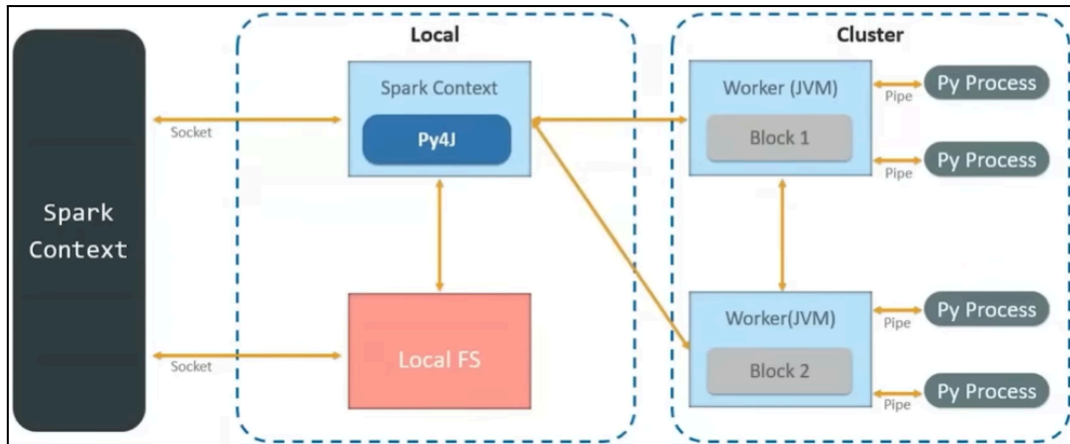 Spark
Context
Socket
Socket
Local
Spark Context
Py4J
Local FS
Cluster
Worker (JVM)
Block 1
Pipe
Py Process
Pipe
Py Process
Worker(JVM)
Block 2
Pipe
Py Process
Pipe
Py Process